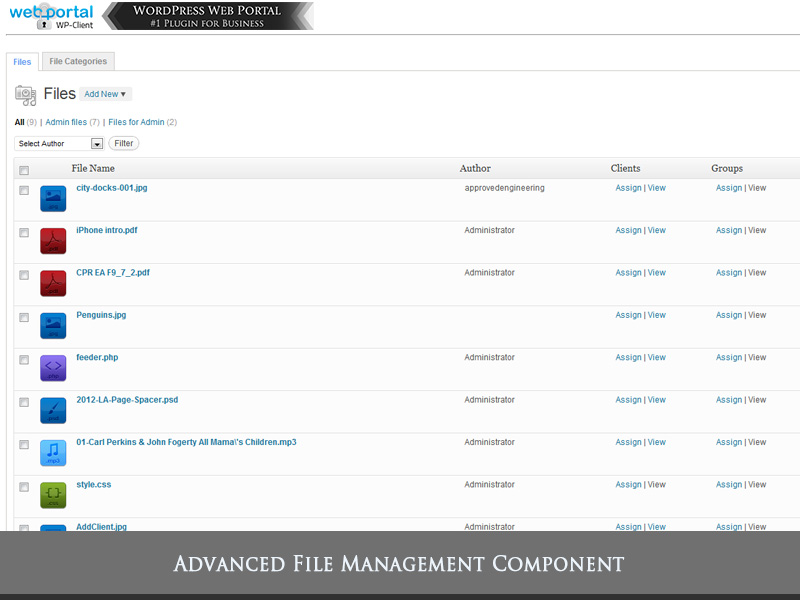 web portal
WP-Client
WordPress Web Portal
#1 Plugin for Business
Files File Categories
Files Add New ▾
All (9) | Admin files (7) | Files for Admin (2)
Select Author Filter
File Name Author Clients Groups
city-docks-001.jpg approvedengineering Assign | View Assign | View
iPhone intro.pdf Administrator Assign | View Assign | View
CPR EA F9_7_2.pdf Administrator Assign | View Assign | View
Penguins.jpg Administrator Assign | View Assign | View
feeder.php Administrator Assign | View Assign | View
2012-LA-Page-Spacer.psd Administrator Assign | View Assign | View
01-Carl Perkins & John Fogerty All Mama\'s Children.mp3 Administrator Assign | View Assign | View
.mp3
style.css Administrator Assign | View Assign | View
AddClient.jpg Administrator Assign | View Assign | View
Advanced File Management Component